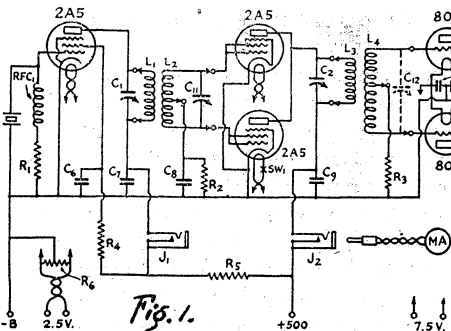 2A5
2A5
80
RFC₁
C₁
L₁
L₂
C₁₁
C₂
L₃
L₄
C₁₂
2A5
SW₁
80
R₁
C₆
C₇
C₈
R₂
C₉
R₃
R₄
J₁
R₅
J₂
MA
R₆
Fig. 1.
-B
2.5V.
+500
7.5V.